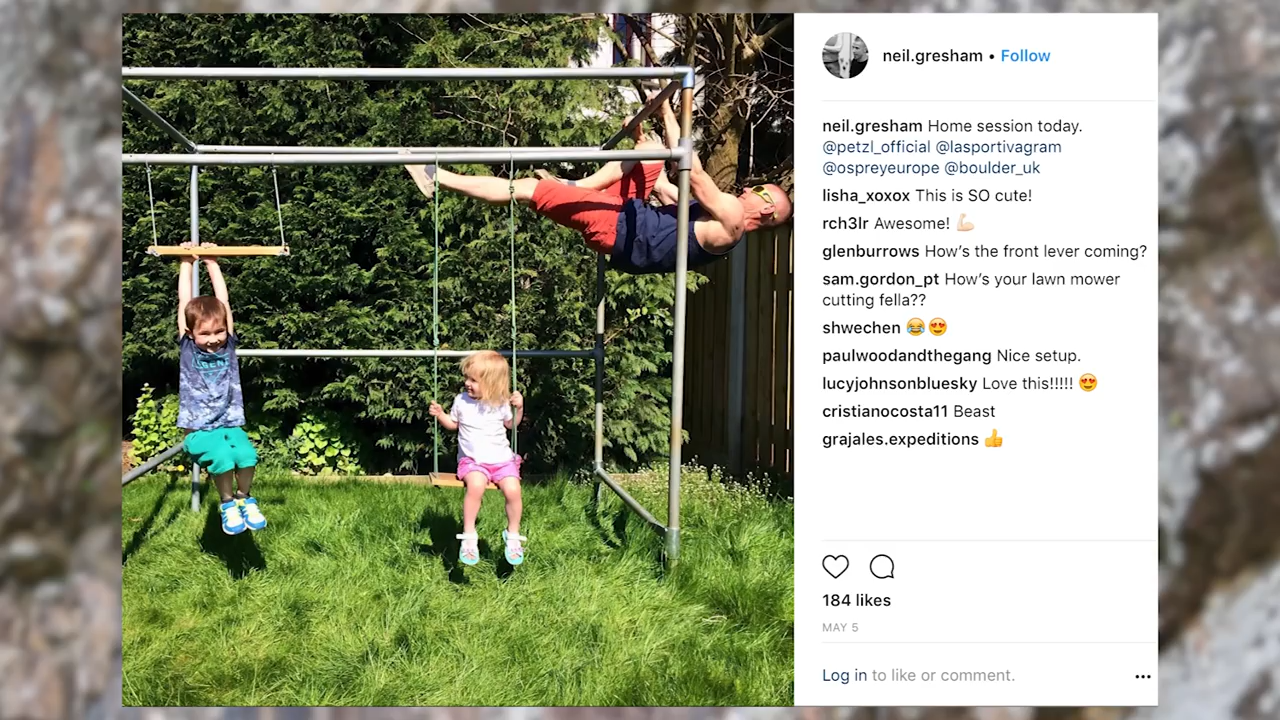 neil.gresham • Follow
neil.gresham Home session today.
@petzl_official @lasportivagram
@ospreyeurope @boulder_uk
lisha_xoxox This is SO cute!
rch3lr Awesome! 💪🏻
glenburrows How’s the front lever coming?
sam.gordon_pt How’s your lawn mower
cutting fella??
shwechen 😂😍
paulwoodandthegang Nice setup.
lucyjohnsonbluesky Love this!!!!! 😍
cristianocosta11 Beast
grajales.expeditions 👍
184 likes
MAY 5
Log in to like or comment.